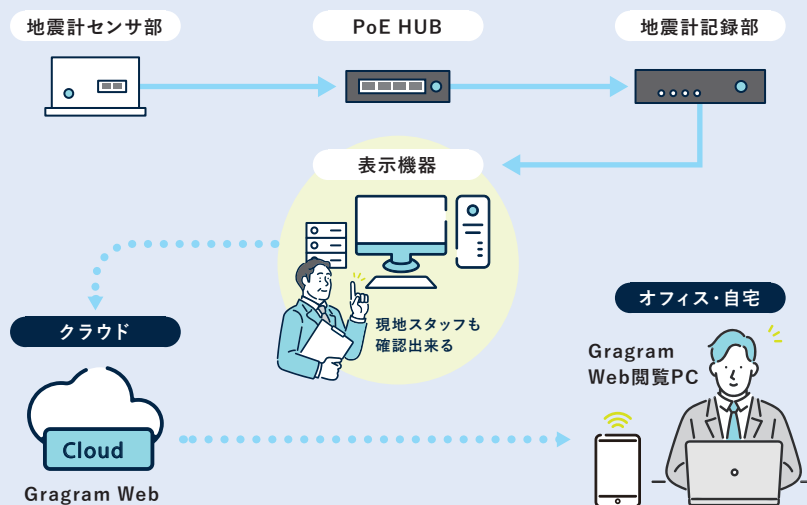 地震計センサ部
PoE HUB
地震計記録部
表示機器
現地スタッフも
確認出来る
クラウド
Cloud
Gragram Web
オフィス・自宅
Gragram
Web閲覧PC